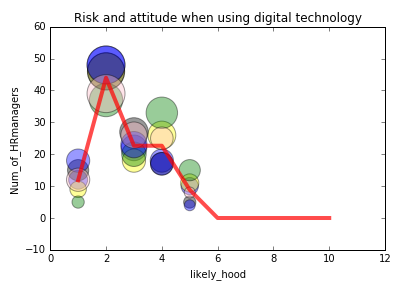 Risk and attitude when using digital technology
60
50
40
30
20
10
0
−10
Num_of_HRmanagers
0 2 4 6 8 10 12
likely_hood